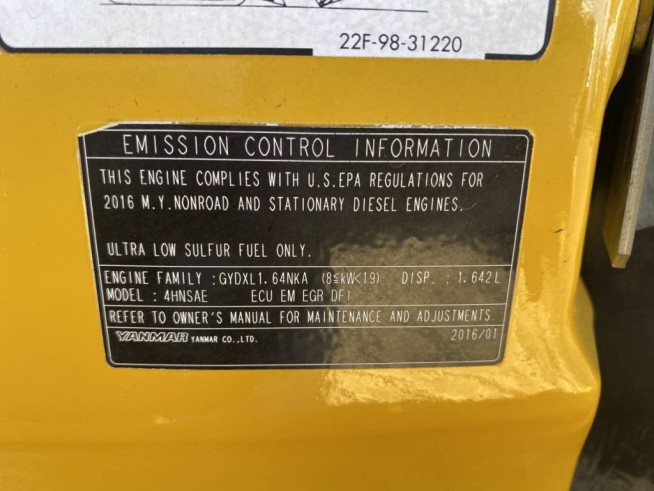 22F-98-31220
EMISSION CONTROL INFORMATION
THIS ENGINE COMPLIES WITH U.S.EPA REGULATIONS FOR
2016 M.Y.NONROAD AND STATIONARY DIESEL ENGINES.
ULTRA LOW SULFUR FUEL ONLY.
ENGINE FAMILY :GYDXL1.64NKA (8≦kW<19) DISP. :1.642L
MODEL : 4HNSAE ECU EM EGR DFI
REFER TO OWNER'S MANUAL FOR MAINTENANCE AND ADJUSTMENTS.
YANMAR YANMAR CO.,LTD. 2016/01